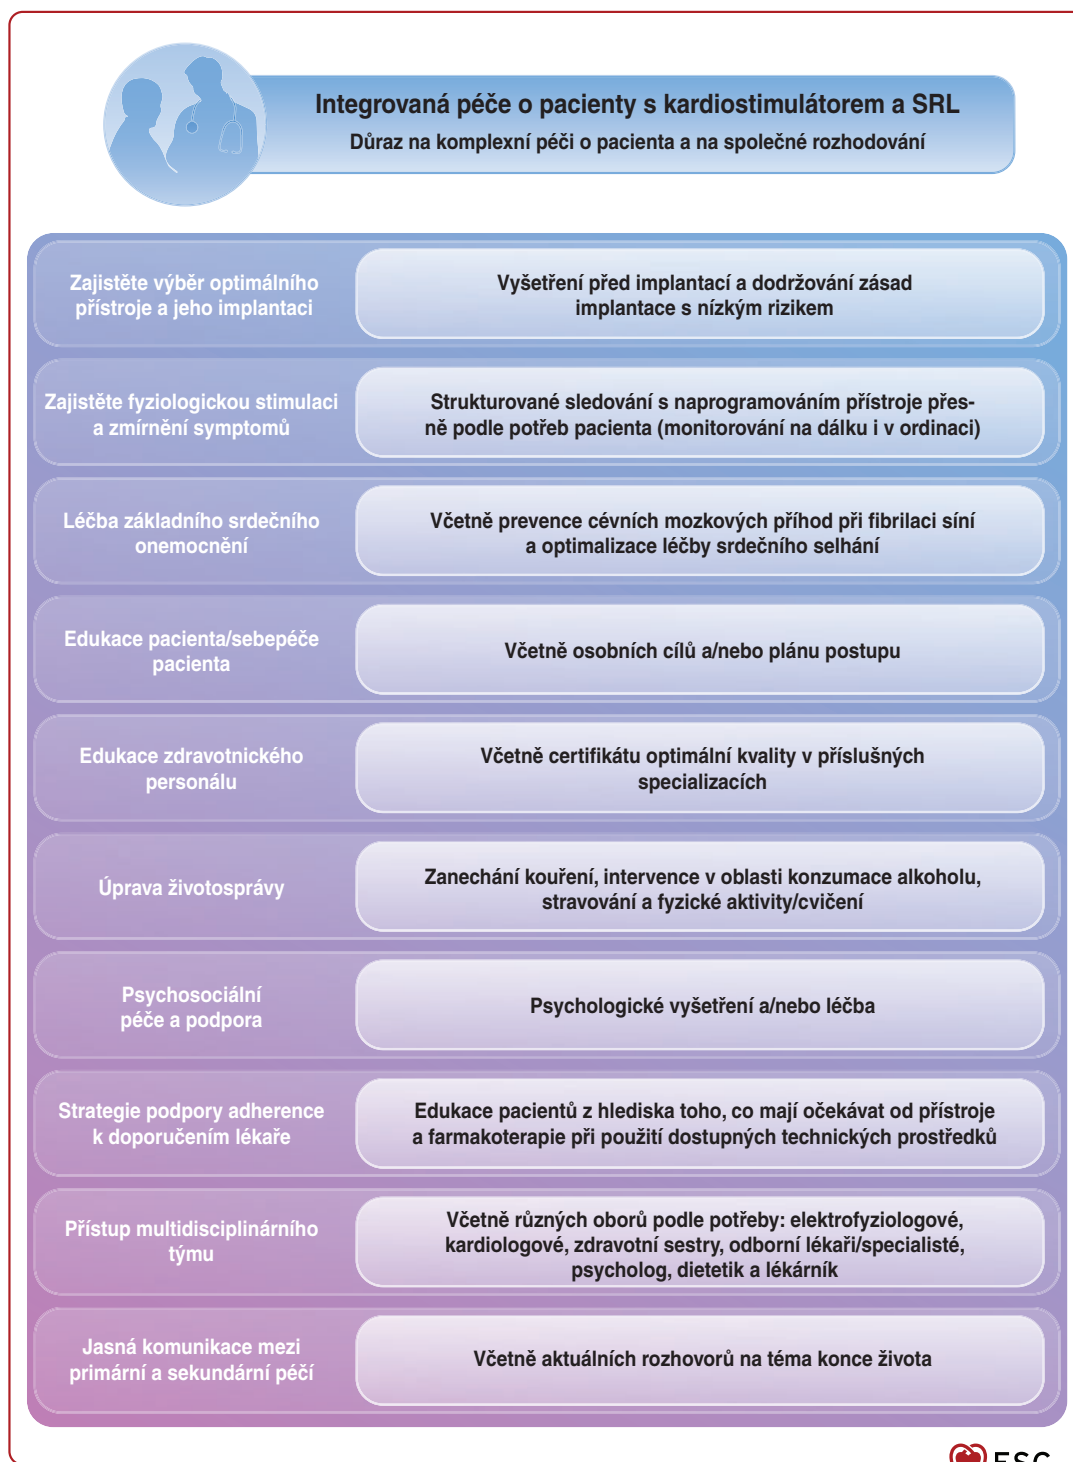 Integrovaná péče o pacienty s kardiostimulátorem a SRL
Důraz na komplexní péči o pacienta a na společné rozhodování
Zajistěte výběr optimálního
přístroje a jeho implantaci
Vyšetření před implantací a dodržování zásad
implantace s nízkým rizikem
Zajistěte fyziologickou stimulaci
a zmírnění symptomů
Strukturované sledování s naprogramováním přístroje přes-
ně podle potřeb pacienta (monitorování na dálku i v ordinaci)
Léčba základního srdečního
onemocnění
Včetně prevence cévních mozkových příhod při fibrilaci síní
a optimalizace léčby srdečního selhání
Edukace pacienta/sebepéče
pacienta
Včetně osobních cílů a/nebo plánu postupu
Edukace zdravotnického
personálu
Včetně certifikátu optimální kvality v příslušných
specializacích
Úprava životosprávy
Zanechání kouření, intervence v oblasti konzumace alkoholu,
stravování a fyzické aktivity/cvičení
Psychosociální
péče a podpora
Psychologické vyšetření a/nebo léčba
Strategie podpory adherence
k doporučením lékaře
Edukace pacientů z hlediska toho, co mají očekávat od přístroje
a farmakoterapie při použití dostupných technických prostředků
Přístup multidisciplinárního
týmu
Včetně různých oborů podle potřeby: elektrofyziologové,
kardiologové, zdravotní sestry, odborní lékaři/specialisté,
psycholog, dietetik a lékárník
Jasná komunikace mezi
primární a sekundární péčí
Včetně aktuálních rozhovorů na téma konce života
ESC